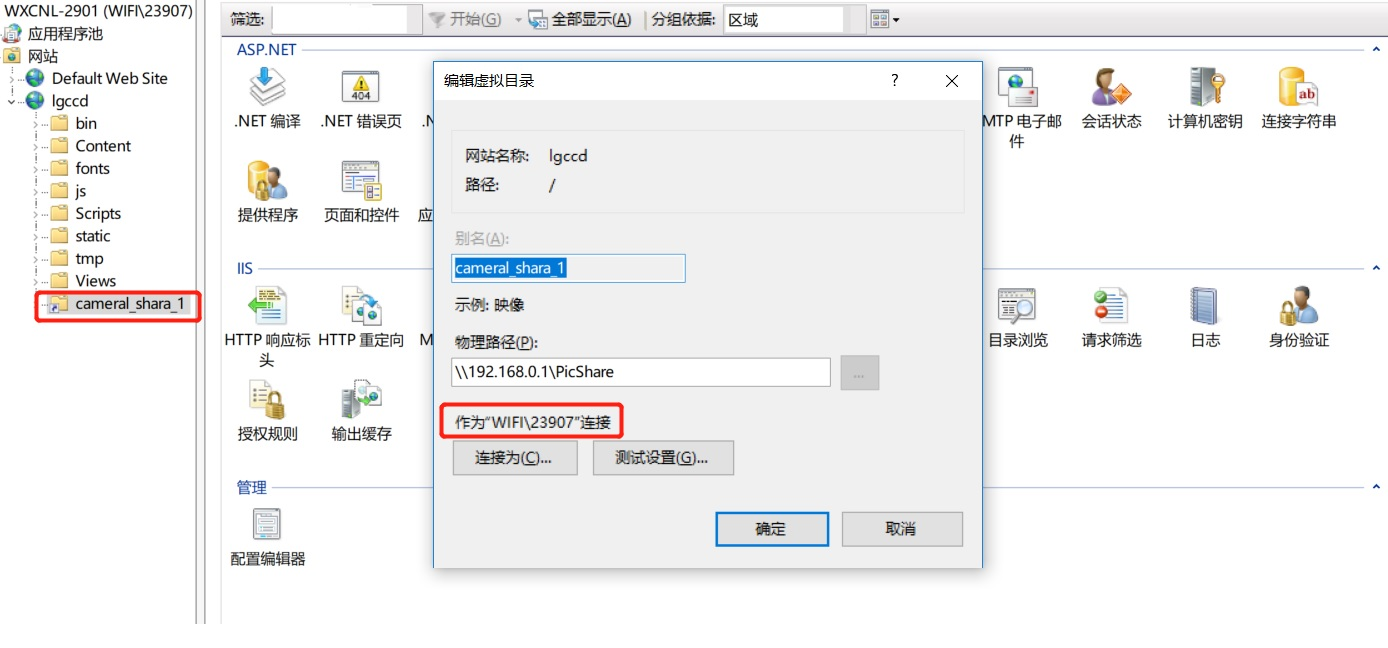 WXCNL-2901 (WIFI\23907)
应用程序池
网站
Default Web Site
lgccd
bin
Content
fonts
js
Scripts
static
tmp
Views
cameral_shara_1
筛选:
开始(G)
全部显示(A)
分组依据:
区域
ASP.NET
.NET 编译
404
.NET 错误页
.N
MTP 电子邮件
会话状态
计算机密钥
ab
连接字符串
提供程序
页面和控件
应
IIS
HTTP 响应标头
HTTP 重定向
M
目录浏览
请求筛选
日志
身份验证
授权规则
输出缓存
管理
配置编辑器
编辑虚拟目录
?
网站名称: lgccd
路径: /
别名(A):
cameral_shara_1
示例: 映像
物理路径(P):
\\192.168.0.1\PicShare
...
作为“WIFI\23907”连接
连接为(C)...
测试设置(G)...
确定
取消